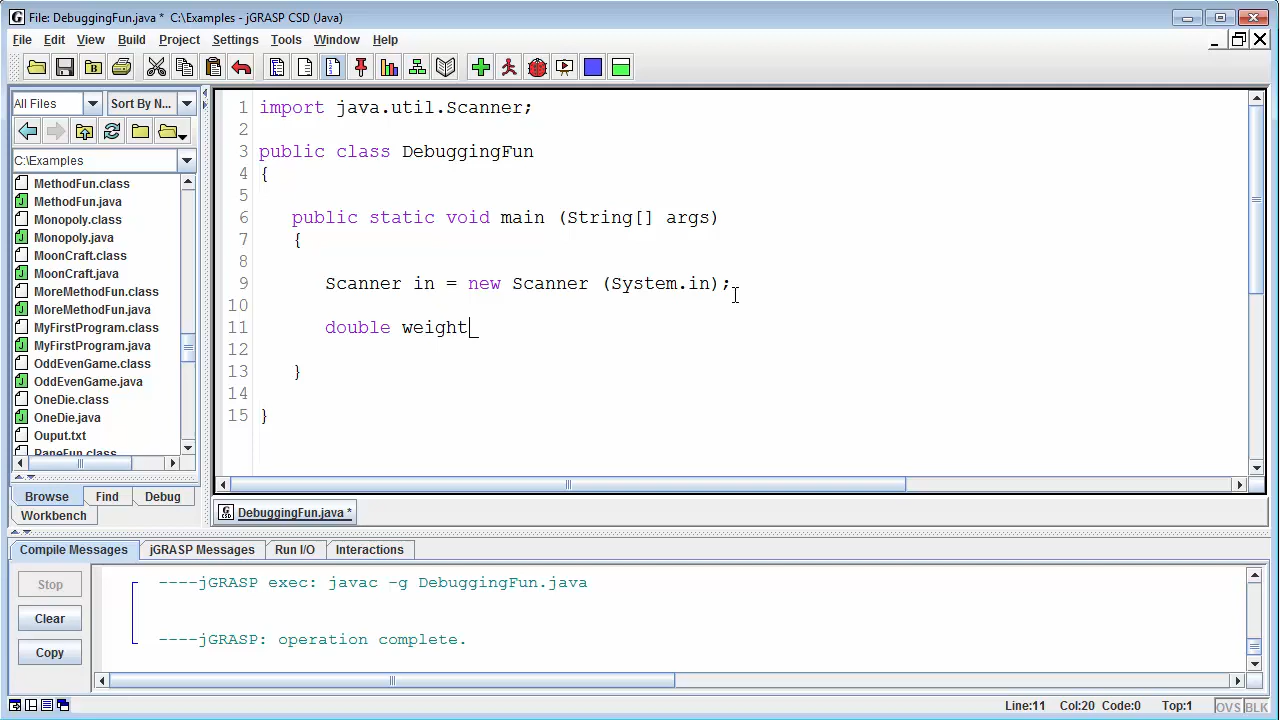 File: DebuggingFun.java * C:\Examples - jGRASP CSD (Java)
File Edit View Build Project Settings Tools Window Help
All Files Sort By N...
C:\Examples
MethodFun.class
MethodFun.java
Monopoly.class
Monopoly.java
MoonCraft.class
MoonCraft.java
MoreMethodFun.class
MoreMethodFun.java
MyFirstProgram.class
MyFirstProgram.java
OddEvenGame.class
OddEvenGame.java
OneDie.class
OneDie.java
Ouput.txt
PaneFun.class
Browse Find Debug
Workbench
1 import java.util.Scanner;
2
3 public class DebuggingFun
4 {
5
6 public static void main (String[] args)
7 {
8
9 Scanner in = new Scanner (System.in);
10
11 double weight
12
13 }
14
15 }
DebuggingFun.java *
Compile Messages jGRASP Messages Run I/O Interactions
Stop
Clear
Copy
----jGRASP exec: javac -g DebuggingFun.java
----jGRASP: operation complete.
Line:11 Col:20 Code:0 Top:1 OVS BLK